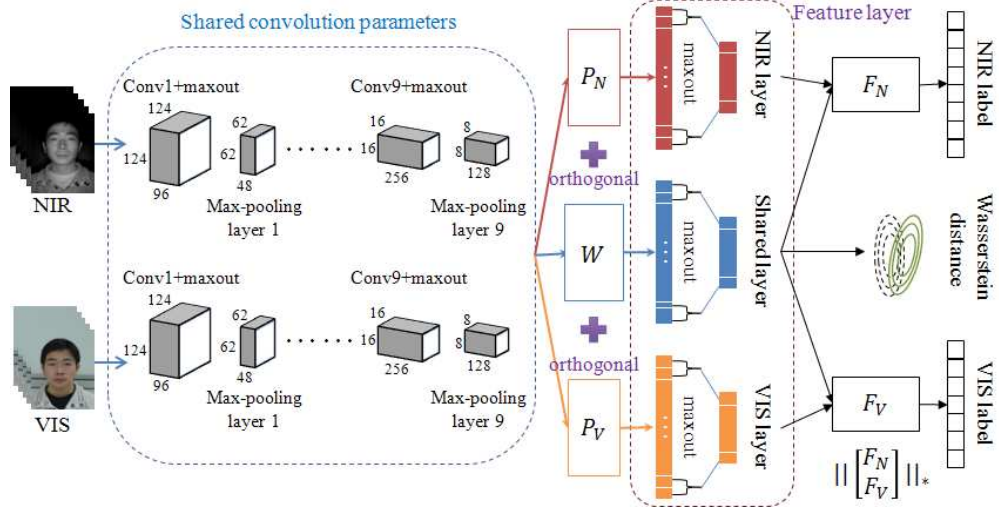 Shared convolution parameters
Feature layer
Conv1+maxout
124
124
96
62
62
48
Max-pooling
layer 1
Conv9+maxout
16
16
256
8
8
128
Max-pooling
layer 9
NIR
Conv1+maxout
124
124
96
62
62
48
Max-pooling
layer 1
Conv9+maxout
16
16
256
8
8
128
Max-pooling
layer 9
VIS
P_N
orthogonal
W
orthogonal
P_V
maxout
NIR layer
maxout
Shared layer
maxout
VIS layer
F_N
NIR label
Wasserstein
distance
F_V
VIS label
|| [F_N
F_V] ||_*